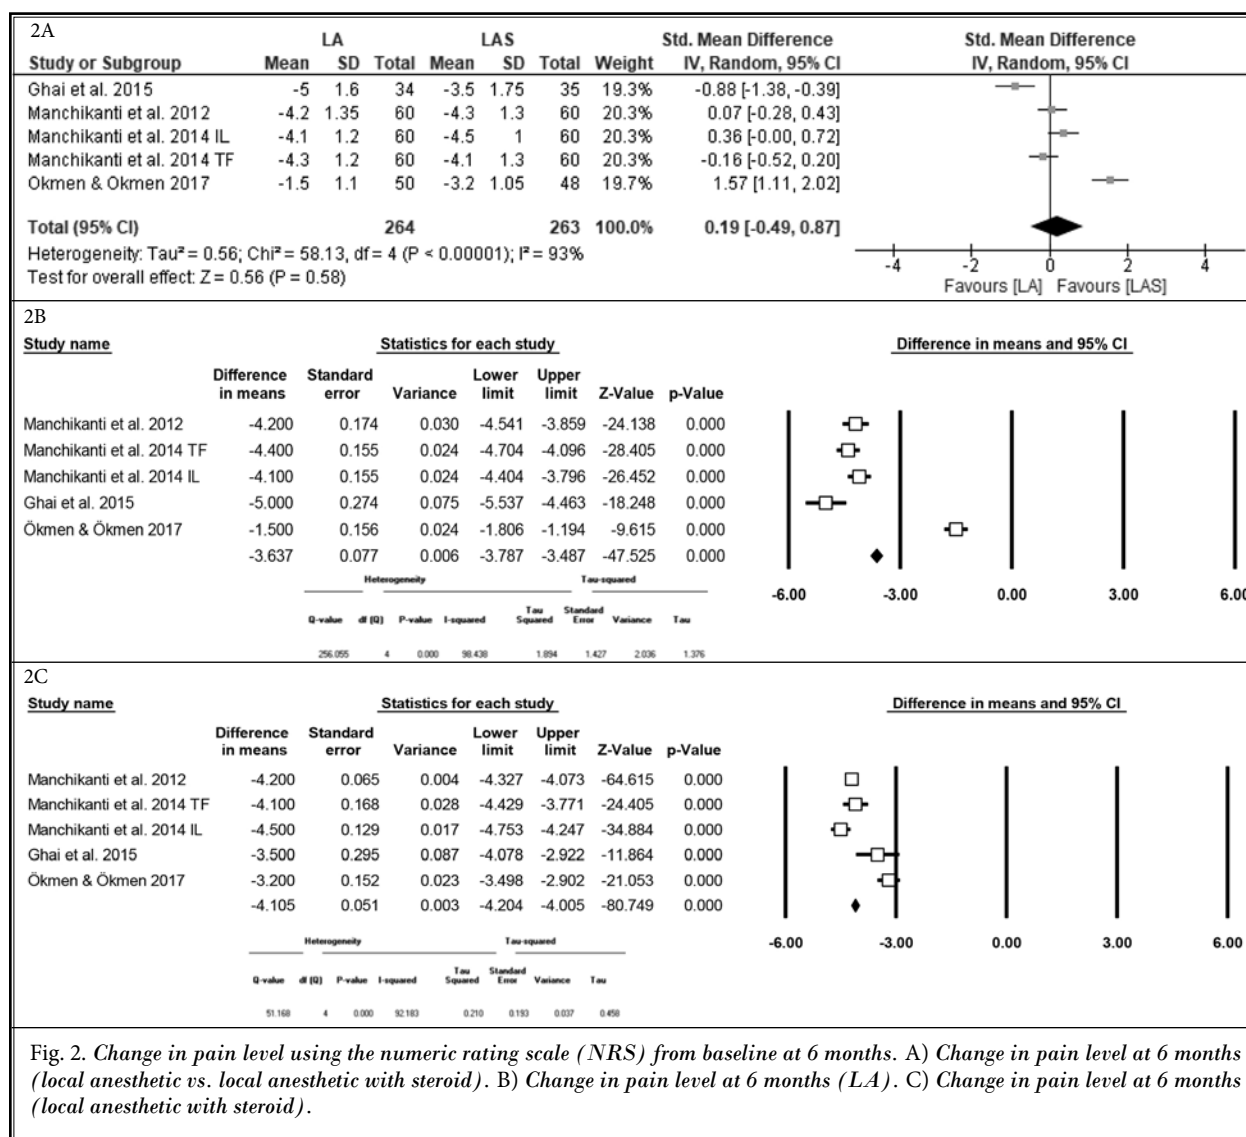 2A
LA LAS Std. Mean Difference Std. Mean Difference
Study or Subgroup Mean SD Total Mean SD Total Weight IV, Random, 95% CI IV, Random, 95% CI
Ghai et al. 2015 -5 1.6 34 -3.5 1.75 35 19.3% -0.88 [-1.38, -0.39]
Manchikanti et al. 2012 -4.2 1.35 60 -4.3 1.3 60 20.3% 0.07 [-0.28, 0.43]
Manchikanti et al. 2014 IL -4.1 1.2 60 -4.5 1 60 20.3% 0.36 [-0.00, 0.72]
Manchikanti et al. 2014 TF -4.3 1.2 60 -4.1 1.3 60 20.3% -0.16 [-0.52, 0.20]
Okmen & Okmen 2017 -1.5 1.1 50 -3.2 1.05 48 19.7% 1.57 [1.11, 2.02]
Total (95% CI) 264 263 100.0% 0.19 [-0.49, 0.87]
Heterogeneity: Tau² = 0.56; Chi² = 58.13, df = 4 (P < 0.00001); I² = 93%
Test for overall effect: Z = 0.56 (P = 0.58)
-4 -2 0 2 4
Favours [LA] Favours [LAS]
2B
Study name Statistics for each study Difference in means and 95% CI
Difference Standard Lower Upper
in means error Variance limit limit Z-Value p-Value
Manchikanti et al. 2012 -4.200 0.174 0.030 -4.541 -3.859 -24.138 0.000
Manchikanti et al. 2014 TF -4.400 0.155 0.024 -4.704 -4.096 -28.405 0.000
Manchikanti et al. 2014 IL -4.100 0.155 0.024 -4.404 -3.796 -26.452 0.000
Ghai et al. 2015 -5.000 0.274 0.075 -5.537 -4.463 -18.248 0.000
Ökmen & Ökmen 2017 -1.500 0.156 0.024 -1.806 -1.194 -9.615 0.000
-3.637 0.077 0.006 -3.787 -3.487 -47.525 0.000
-6.00 -3.00 0.00 3.00 6.00
Heterogeneity Tau-squared
Tau Standard
Q-value df (Q) P-value I-squared Squared Error Variance Tau
256.055 4 0.000 98.438 1.894 1.427 2.036 1.376
2C
Study name Statistics for each study Difference in means and 95% CI
Difference Standard Lower Upper
in means error Variance limit limit Z-Value p-Value
Manchikanti et al. 2012 -4.200 0.065 0.004 -4.327 -4.073 -64.615 0.000
Manchikanti et al. 2014 TF -4.100 0.168 0.028 -4.429 -3.771 -24.405 0.000
Manchikanti et al. 2014 IL -4.500 0.129 0.017 -4.753 -4.247 -34.884 0.000
Ghai et al. 2015 -3.500 0.295 0.087 -4.078 -2.922 -11.864 0.000
Ökmen & Ökmen 2017 -3.200 0.152 0.023 -3.498 -2.902 -21.053 0.000
-4.105 0.051 0.003 -4.204 -4.005 -80.749 0.000
-6.00 -3.00 0.00 3.00 6.00
Heterogeneity Tau-squared
Tau Standard
Q-value df (Q) P-value I-squared Squared Error Variance Tau
51.168 4 0.000 92.183 0.210 0.193 0.037 0.458
Fig. 2. Change in pain level using the numeric rating scale (NRS) from baseline at 6 months. A) Change in pain level at 6 months
(local anesthetic vs. local anesthetic with steroid). B) Change in pain level at 6 months (LA). C) Change in pain level at 6 months
(local anesthetic with steroid).